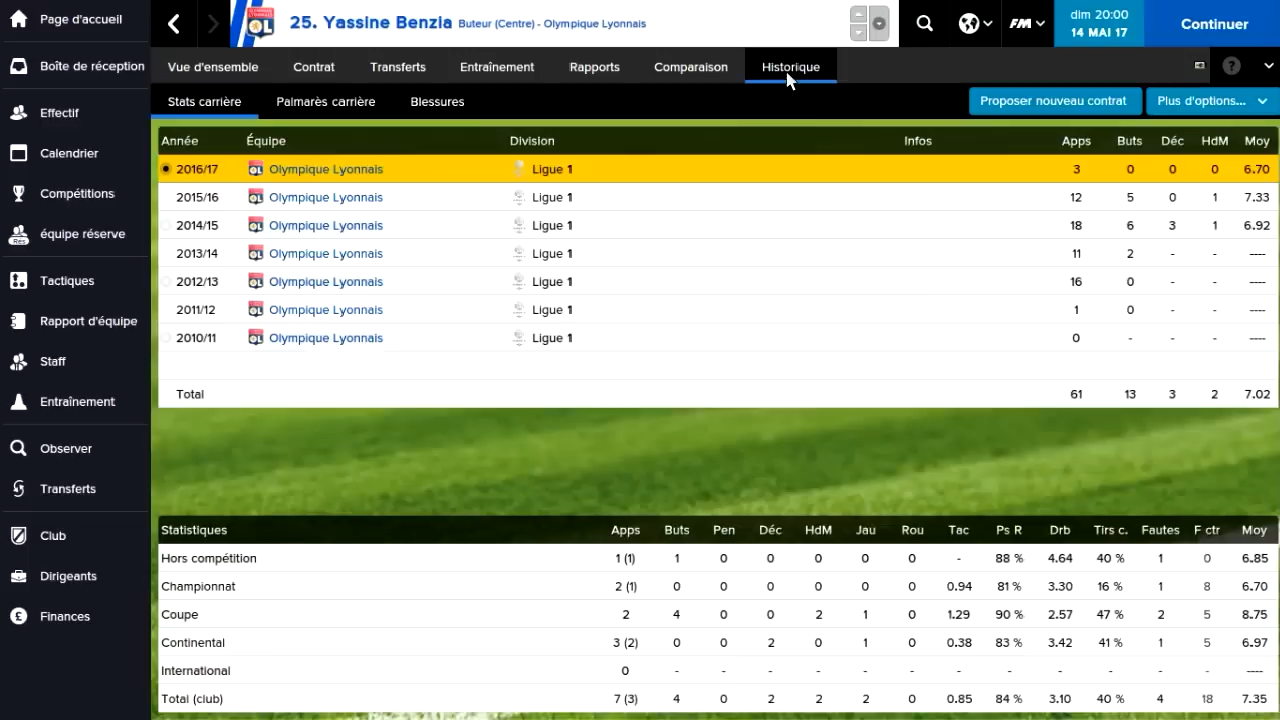 Page d'accueil
Boîte de réception
Effectif
Calendrier
Compétitions
équipe réserve
Tactiques
Rapport d'équipe
Staff
Entraînement
Observer
Transferts
Club
Dirigeants
Finances
25. Yassine Benzia Buteur (Centre) - Olympique Lyonnais
FM
dim 20:00
14 MAI 17
Continuer
Vue d'ensemble Contrat Transferts Entraînement Rapports Comparaison Historique
Stats carrière Palmarès carrière Blessures Proposer nouveau contrat Plus d'options...
Année Équipe Division Infos Apps Buts Déc HdM Moy
2016/17 Olympique Lyonnais Ligue 1 3 0 0 0 6.70
2015/16 Olympique Lyonnais Ligue 1 12 5 0 1 7.33
2014/15 Olympique Lyonnais Ligue 1 18 6 3 1 6.92
2013/14 Olympique Lyonnais Ligue 1 11 2 - - ----
2012/13 Olympique Lyonnais Ligue 1 16 0 - - ----
2011/12 Olympique Lyonnais Ligue 1 1 0 - - ----
2010/11 Olympique Lyonnais Ligue 1 0 - - - ----
Total 61 13 3 2 7.02
Statistiques Apps Buts Pen Déc HdM Jau Rou Tac Ps R Drb Tirs c. Fautes F ctr Moy
Hors compétition 1 (1) 1 0 0 0 0 0 - 88 % 4.64 40 % 1 0 6.85
Championnat 2 (1) 0 0 0 0 0 0 0.94 81 % 3.30 16 % 1 8 6.70
Coupe 2 4 0 0 2 1 0 1.29 90 % 2.57 47 % 2 5 8.75
Continental 3 (2) 0 0 2 0 1 0 0.38 83 % 3.42 41 % 1 5 6.97
International 0 - - - - - - - - - - - - ----
Total (club) 7 (3) 4 0 2 2 2 0 0.85 84 % 3.10 40 % 4 18 7.35